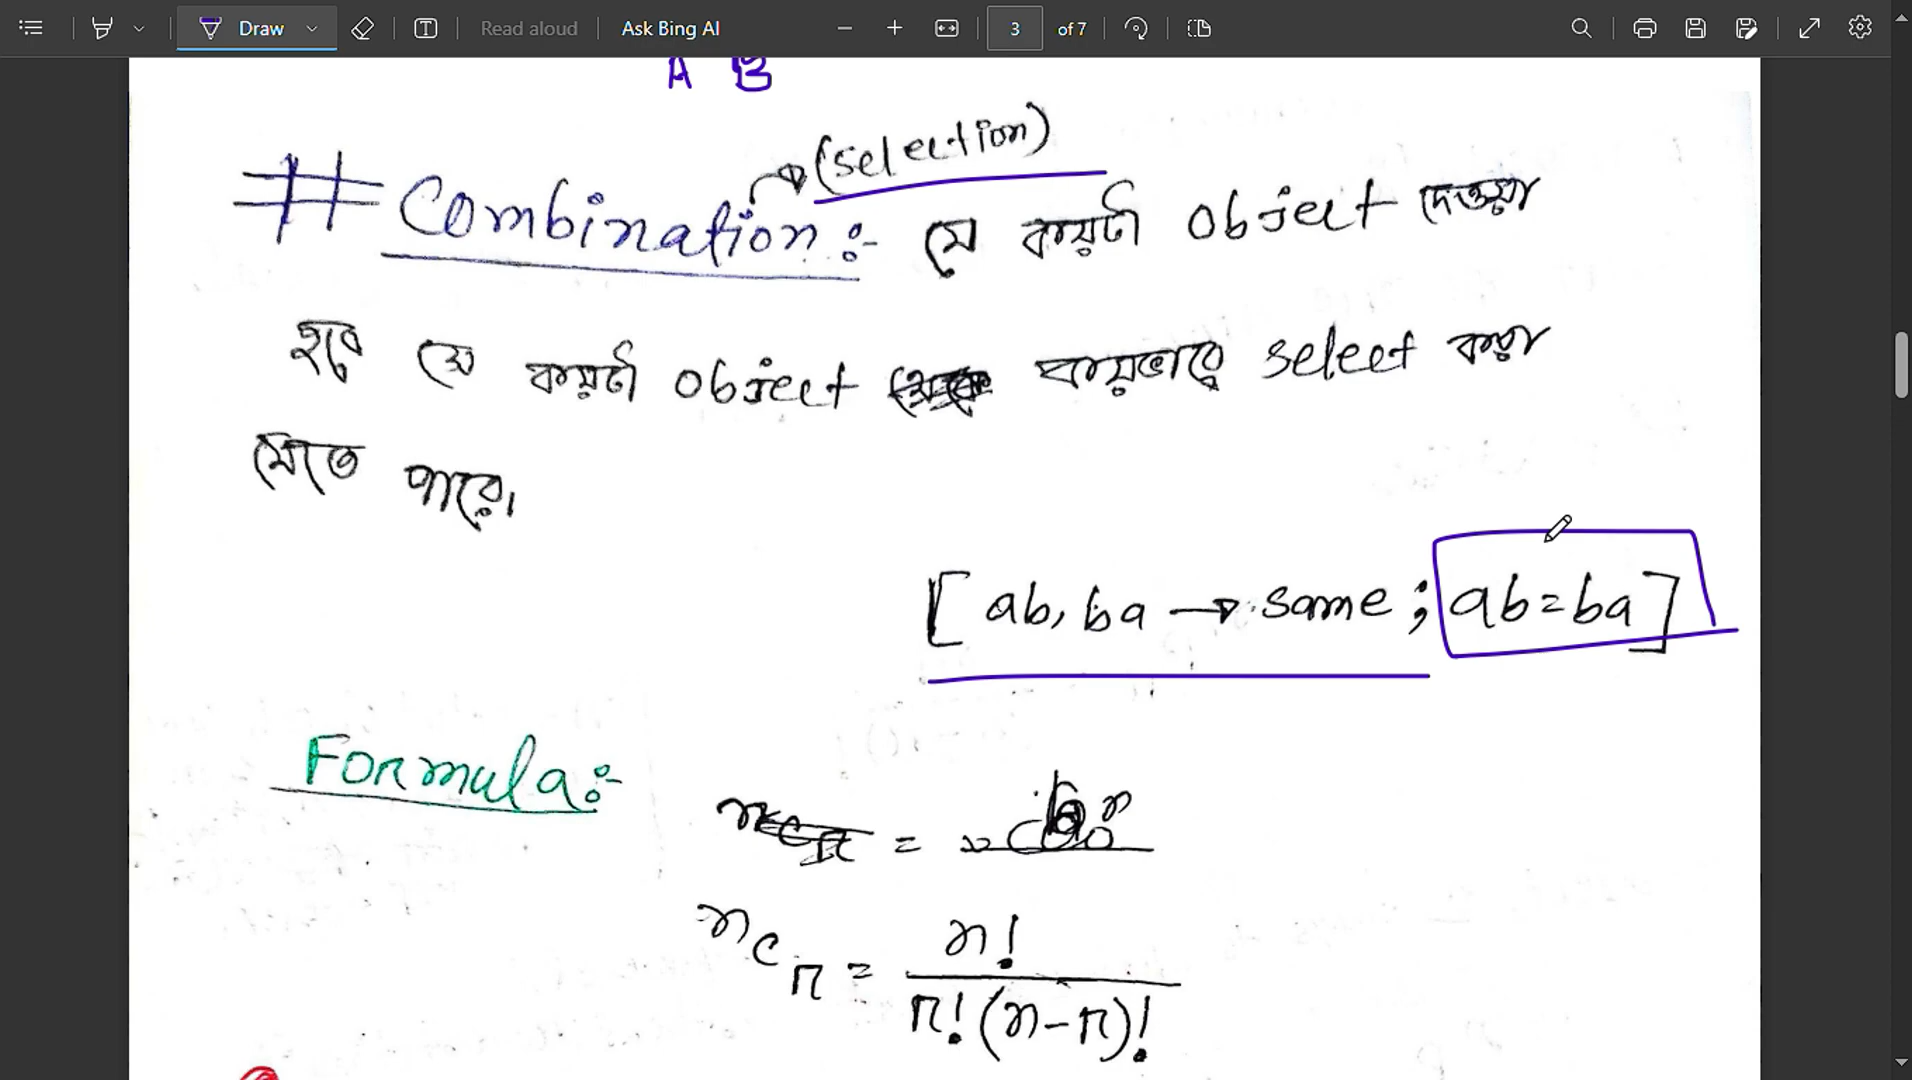 Draw Read aloud Ask Bing AI 3 of 7
A B
(selection)
# Combination:- যে কয়টা object দেওয়া
হবে সে কয়টা object কয়ভাবে select করা
যেতে পারে।
[ab, ba → same ; ab=ba]
Formula:-
=
nCr = n!
r!(n-r)!